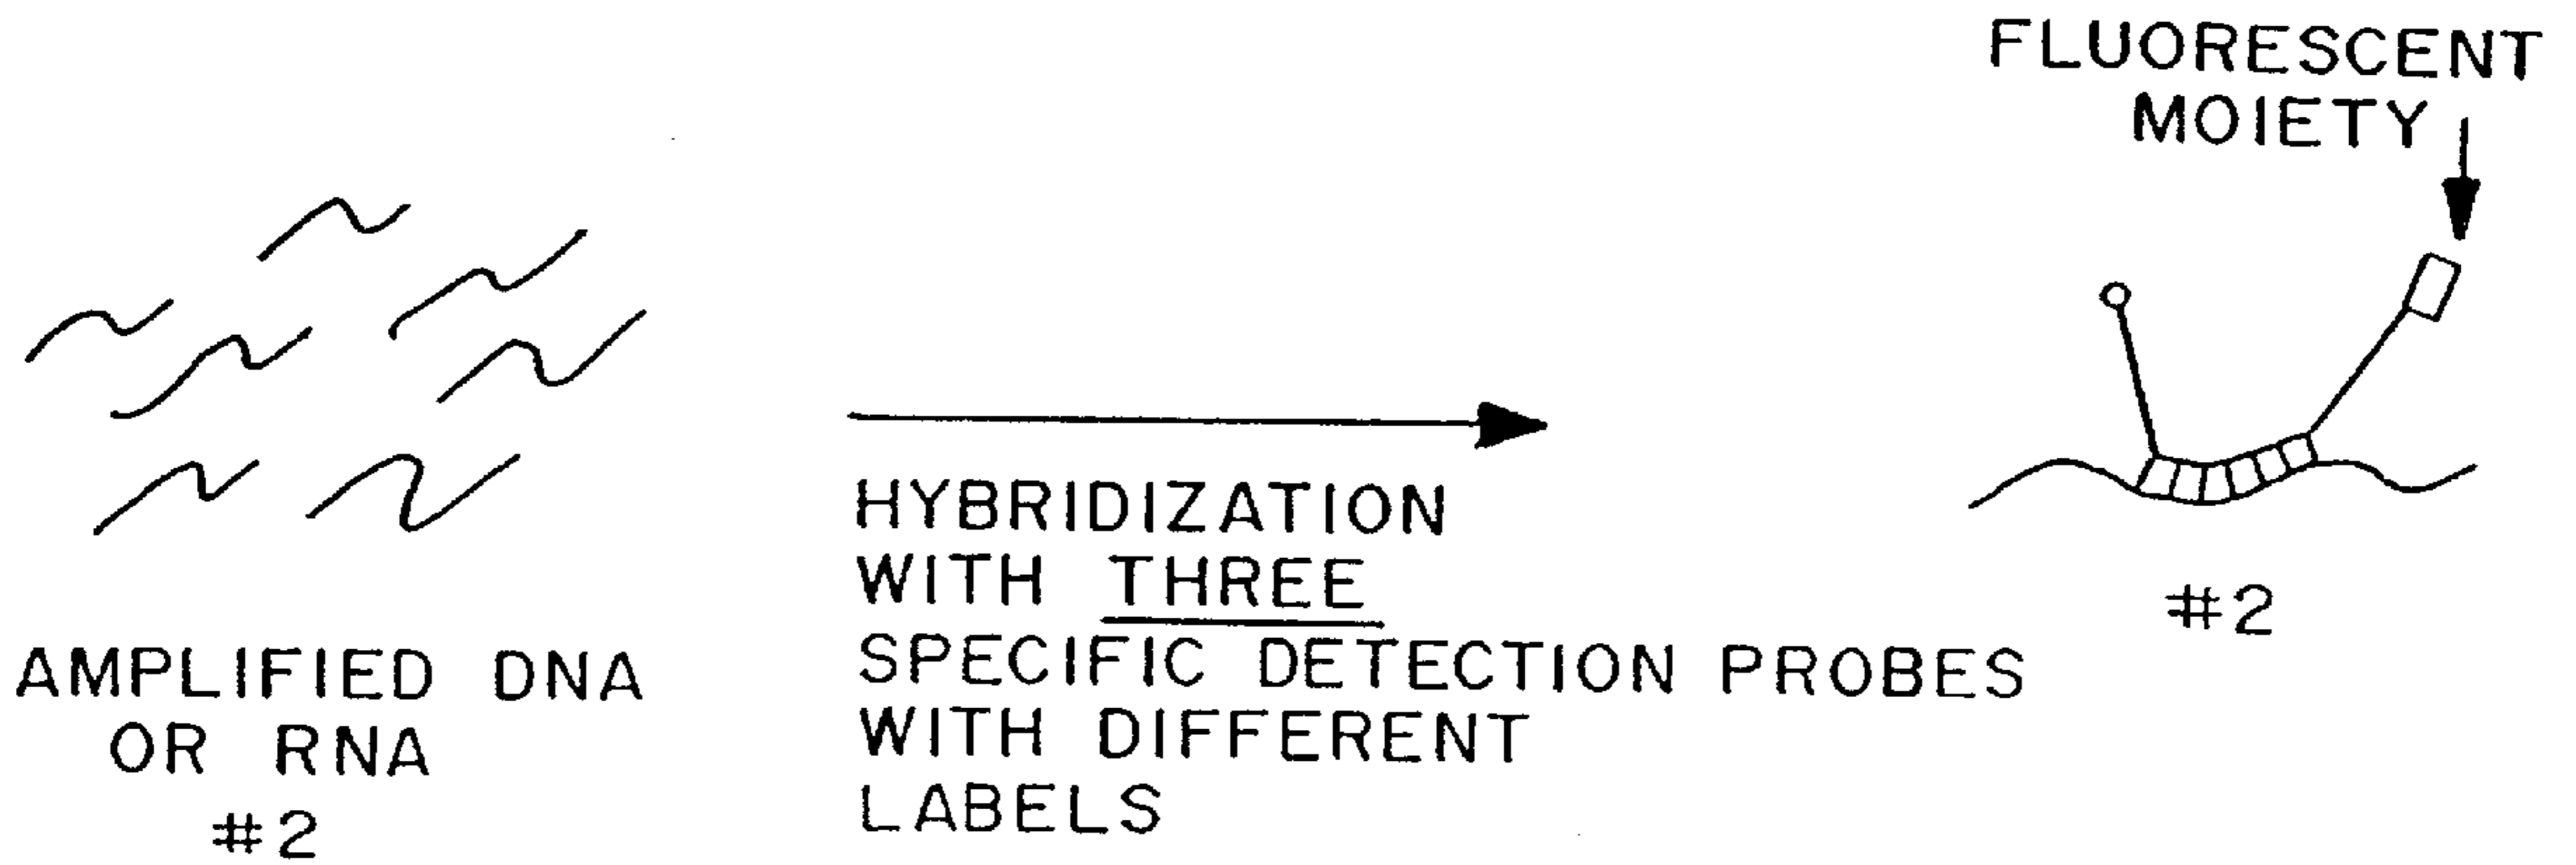 FLUORESCENT
MOIETY
HYBRIDIZATION
WITH THREE
SPECIFIC DETECTION PROBES
WITH DIFFERENT
LABELS
AMPLIFIED DNA
OR RNA
#2
#2